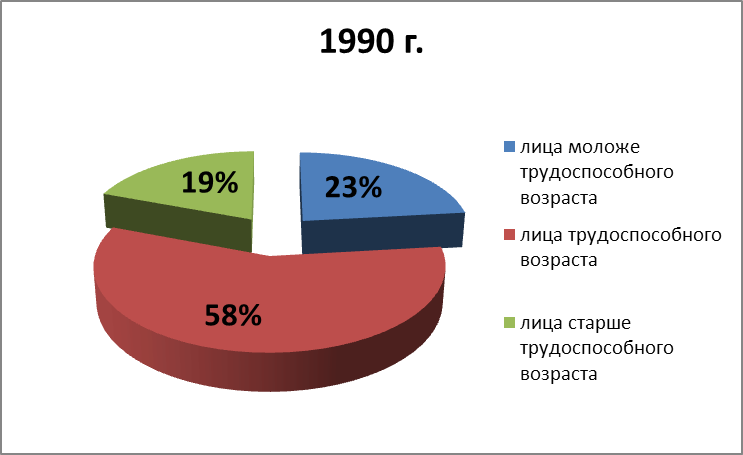 1990 г.
19%
23%
58%
лица моложе
трудоспособного
возраста
лица трудоспособного
возраста
лица старше
трудоспособного
возраста